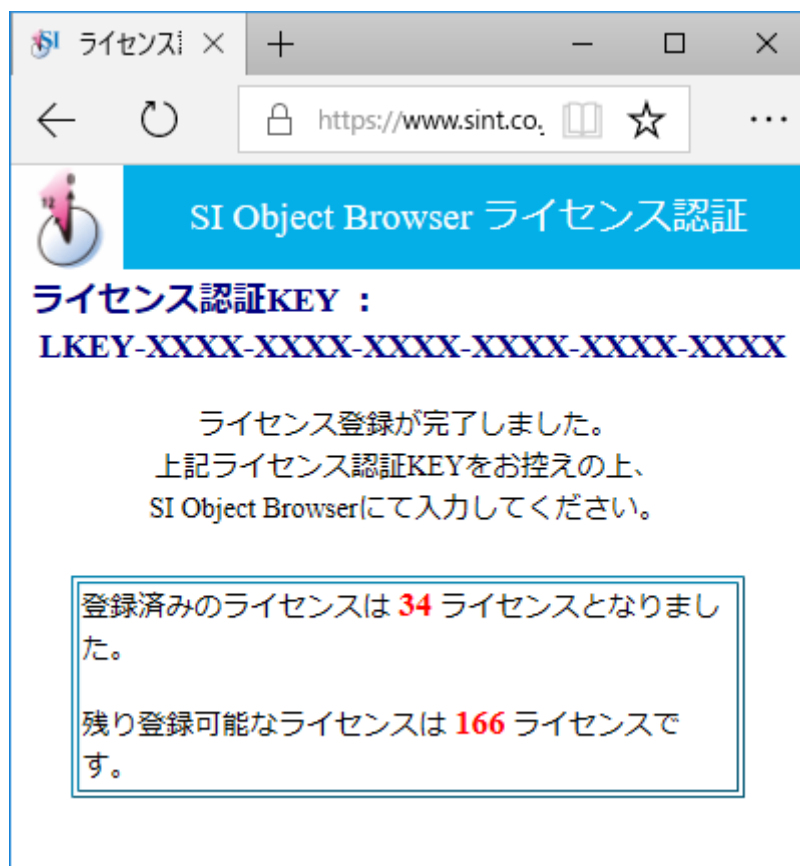 ライセンス
https://www.sint.co.
SI Object Browser ライセンス認証
ライセンス認証KEY :
LKEY-XXXX-XXXX-XXXX-XXXX-XXXX-XXXX
ライセンス登録が完了しました。
上記ライセンス認証KEYをお控えの上、
SI Object Browserにて入力してください。
登録済みのライセンスは 34 ライセンスとなりまし
た。
残り登録可能なライセンスは 166 ライセンスで
す。